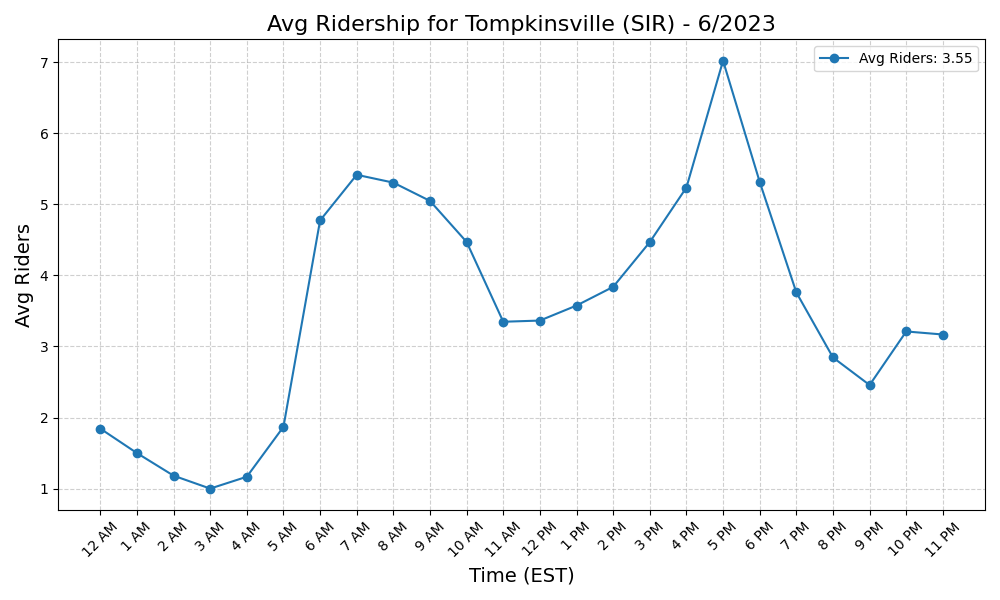 Avg Ridership for Tompkinsville (SIR) - 6/2023
Avg Riders: 3.55
Avg Riders
7
6
5
4
3
2
1
12 AM
1 AM
2 AM
3 AM
4 AM
5 AM
6 AM
7 AM
8 AM
9 AM
10 AM
11 AM
12 PM
1 PM
2 PM
3 PM
4 PM
5 PM
6 PM
7 PM
8 PM
9 PM
10 PM
11 PM
Time (EST)